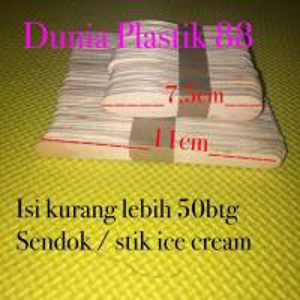 Dunia Plastik 88
7,5cm
11cm
Isi kurang lebih 50btg
Sendok / stik ice cream